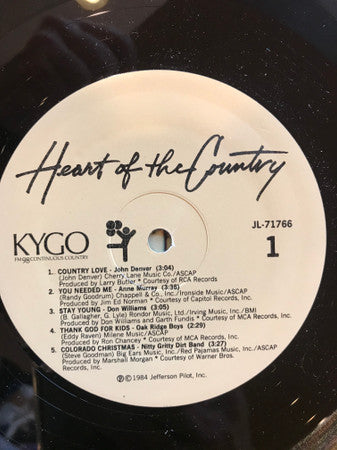 Heart of the Country
JL-71766
1
KYGO
FM 98 CONTINUOUS COUNTRY
1. COUNTRY LOVE - John Denver (3:04)
(John Denver) Cherry Lane Music Co./ASCAP
Produced by Larry Butler * Courtesy of RCA Records
2. YOU NEEDED ME - Anne Murray (3:38)
(Randy Goodrum) Chappell & Co., Inc./Ironside Music/ASCAP
Produced by Jim Ed Norman * Courtesy of Capitol Records, Inc.
3. STAY YOUNG - Don Williams (3:05)
(B. Gallagher, G. Lyle) Rondor Music Ltd./Irving Music, Inc./BMI
Produced by Don Williams and Garth Fundis * Courtesy of MCA Records, Inc.
4. THANK GOD FOR KIDS - Oak Ridge Boys (2:29)
(Eddy Raven) Milene Music/ASCAP
Produced by Ron Chancey * Courtesy of MCA Records, Inc.
5. COLORADO CHRISTMAS - Nitty Gritty Dirt Band (3:27)
(Steve Goodman) Big Ears Music, Inc./Red Pajamas Music, Inc./ASCAP
Produced by Marshall Morgan * Courtesy of Warner Bros.
Records, Inc.
℗©1984 Jefferson Pilot, Inc.